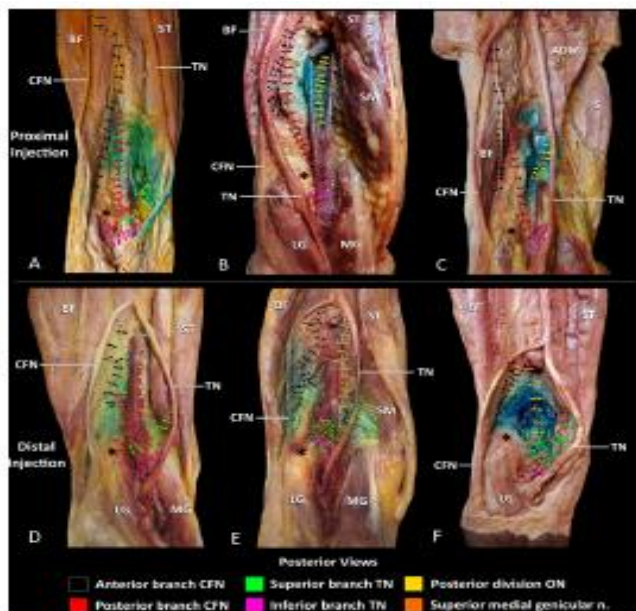 BF
ST
CFN
TN
Proximal
Injection
A
BF
ST
SM
CFN
TN
LG
MG
B
ADM
S
BF
CFN
TN
C
BF
ST
CFN
TN
Distal
Injection
LG
MG
D
BF
ST
TN
CFN
SM
LG
MG
E
BF
ST
TN
CFN
LG
F
Posterior Views
Anterior branch CFN
Superior branch TN
Posterior division ON
Posterior branch CFN
Inferior branch TN
Superior medial genicular n.